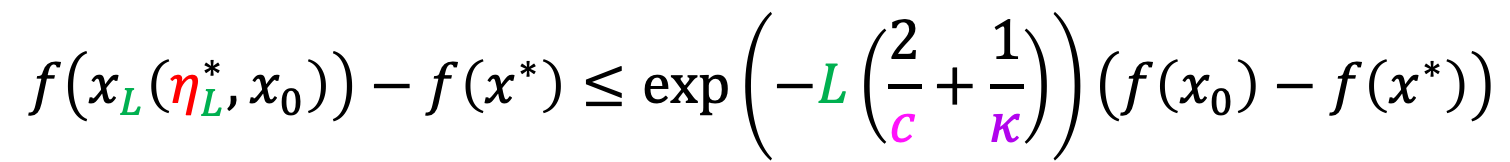 f(x_L(η_L^*, x_0)) − f(x^*) ≤ exp(−L(2/c + 1/κ))(f(x_0) − f(x^*))